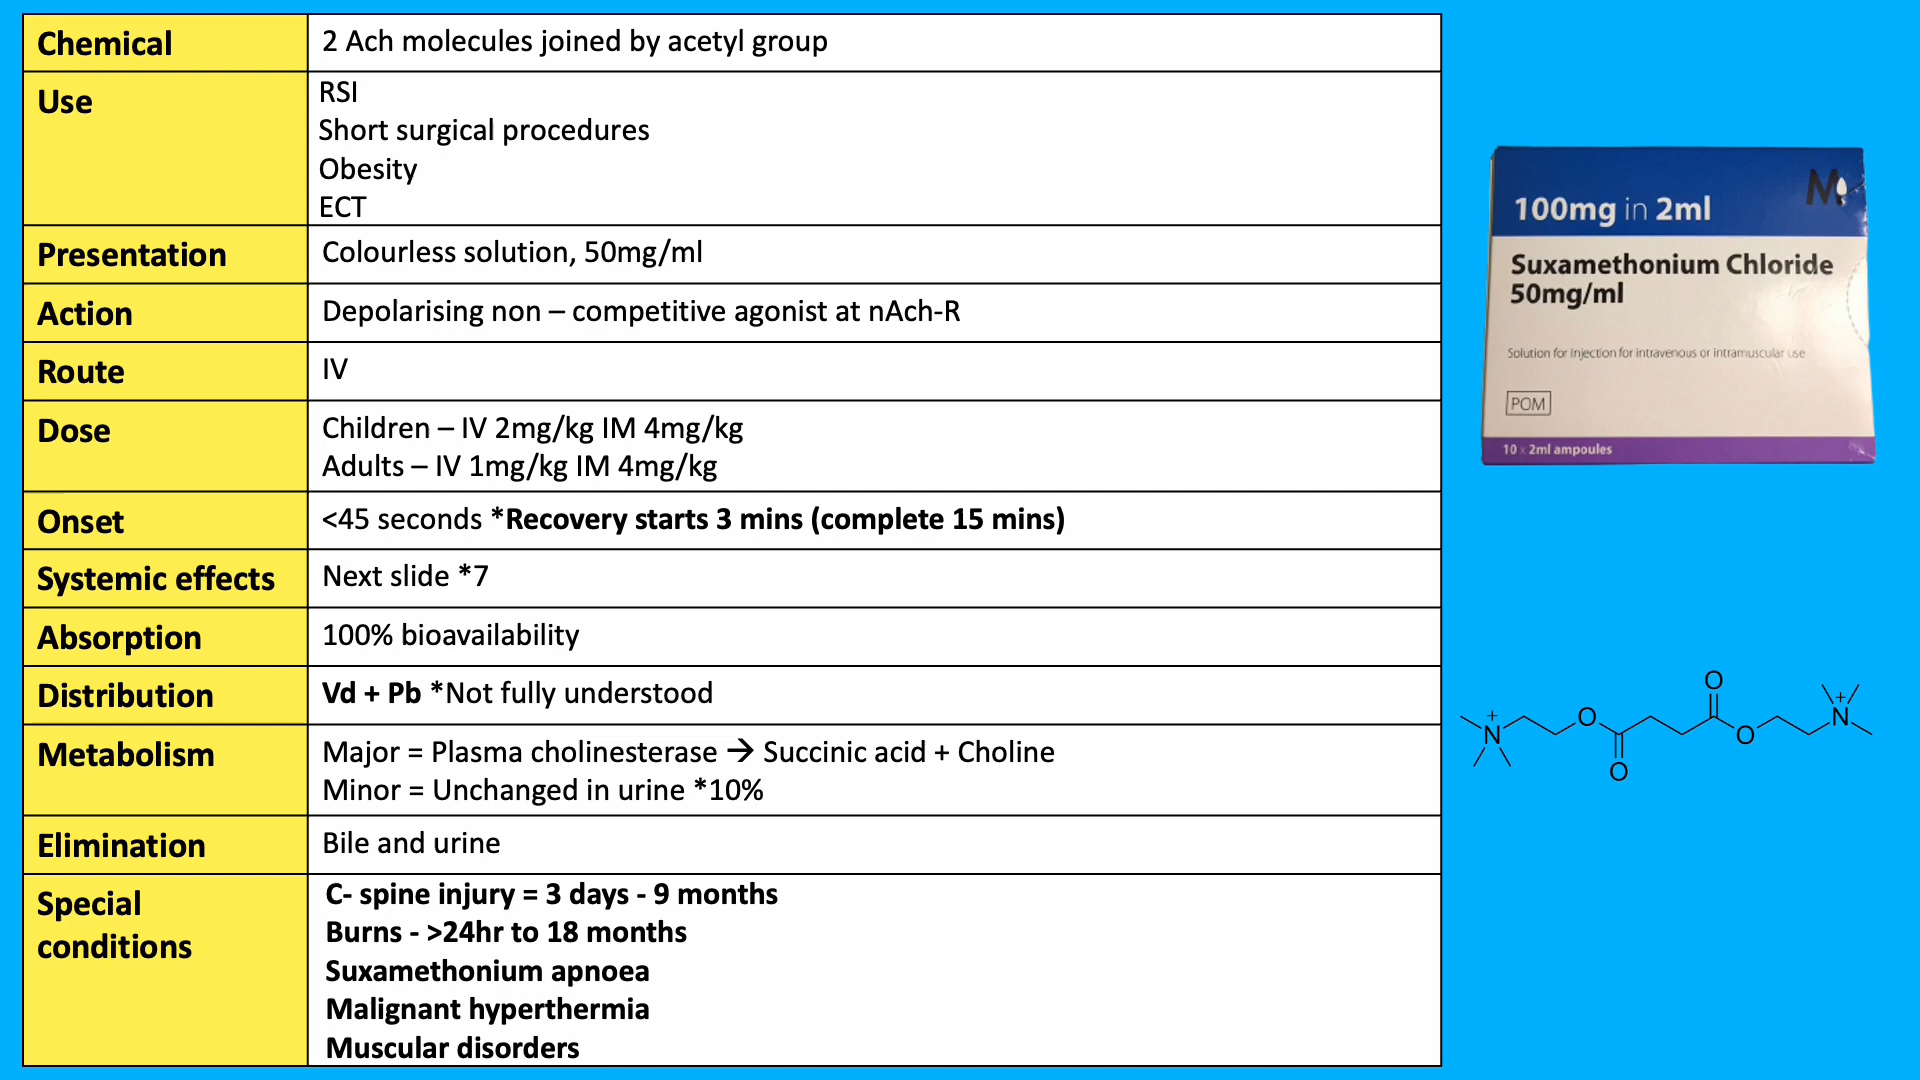 Chemical
2 Ach molecules joined by acetyl group
Use
RSI
Short surgical procedures
Obesity
ECT
Presentation
Colourless solution, 50mg/ml
Action
Depolarising non – competitive agonist at nAch-R
Route
IV
Dose
Children – IV 2mg/kg IM 4mg/kg
Adults – IV 1mg/kg IM 4mg/kg
Onset
<45 seconds *Recovery starts 3 mins (complete 15 mins)
Systemic effects
Next slide *7
Absorption
100% bioavailability
Distribution
Vd + Pb *Not fully understood
Metabolism
Major = Plasma cholinesterase → Succinic acid + Choline
Minor = Unchanged in urine *10%
Elimination
Bile and urine
Special
conditions
C- spine injury = 3 days - 9 months
Burns - >24hr to 18 months
Suxamethonium apnoea
Malignant hyperthermia
Muscular disorders
M
100mg in 2ml
Suxamethonium Chloride
50mg/ml
Solution for Injection for intravenous or intramuscular use
POM
10 x 2ml ampoules
O
N+
O
O
N+
O